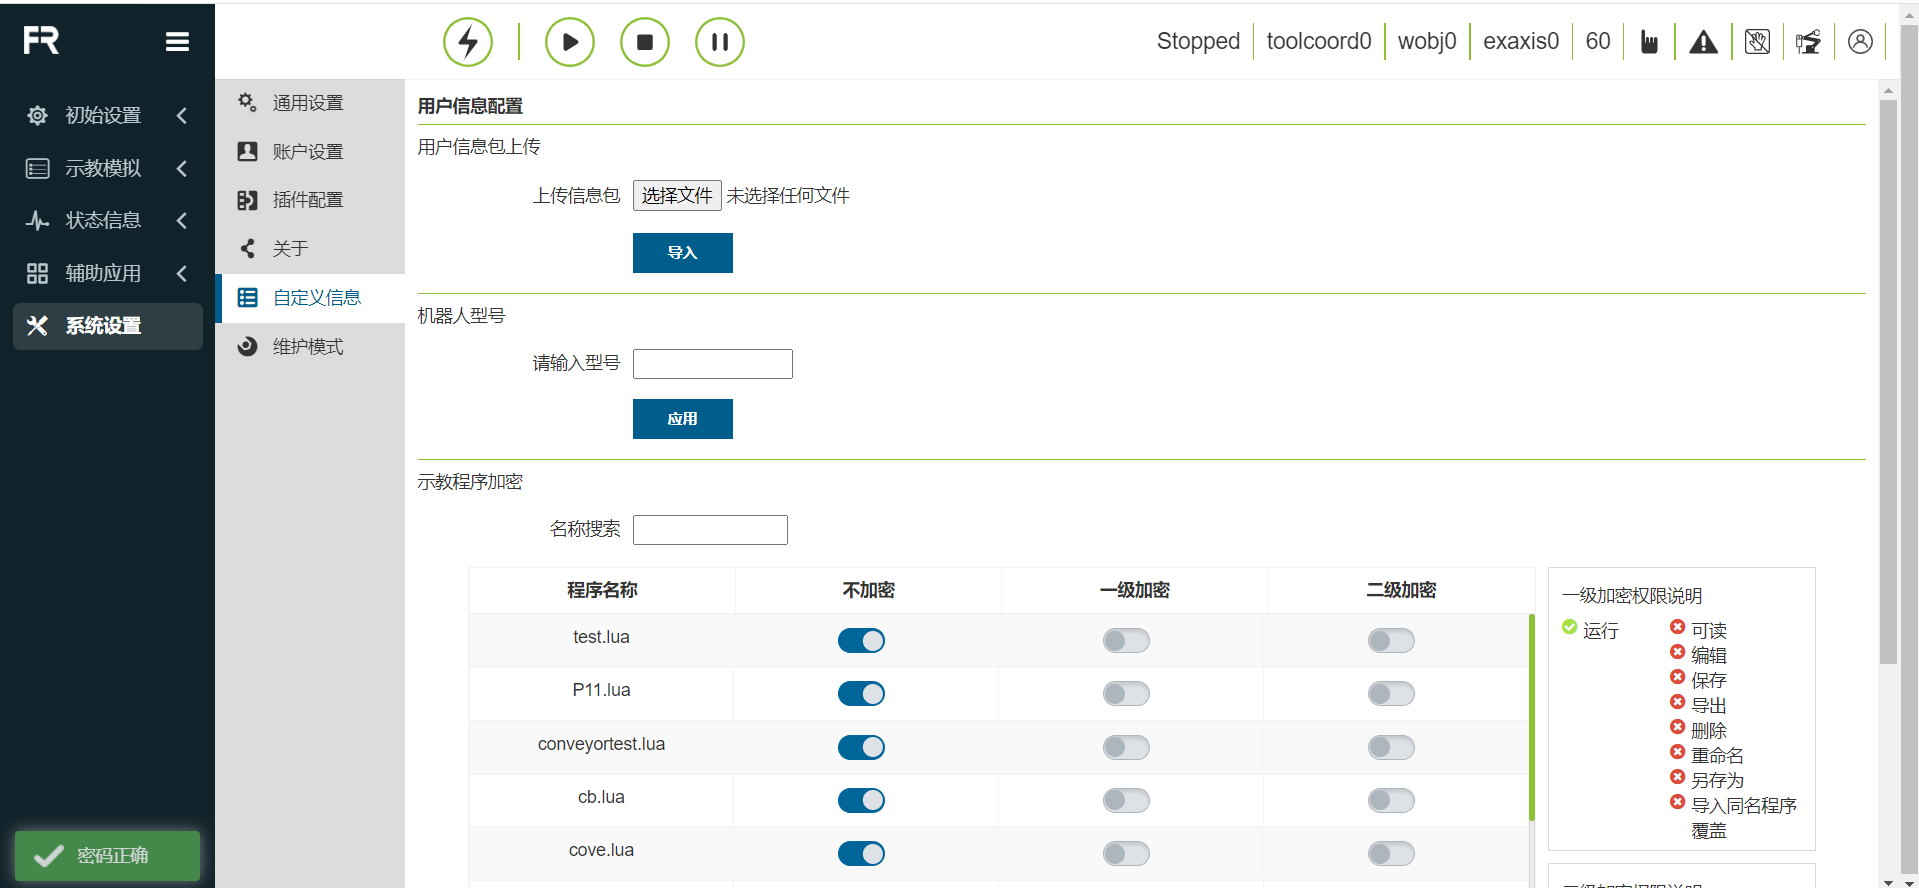 FR
Stopped
toolcoord0
wobj0
exaxis0
60
初始设置
示教模拟
状态信息
辅助应用
系统设置
密码正确
通用设置
账户设置
插件配置
关于
自定义信息
维护模式
用户信息配置
用户信息包上传
上传信息包 选择文件 未选择任何文件
导入
机器人型号
请输入型号
应用
示教程序加密
名称搜索
程序名称 不加密 一级加密 二级加密
test.lua
P11.lua
conveyortest.lua
cb.lua
cove.lua
一级加密权限说明
运行
可读
编辑
保存
导出
删除
重命名
另存为
导入同名程序
覆盖
二级加密权限说明